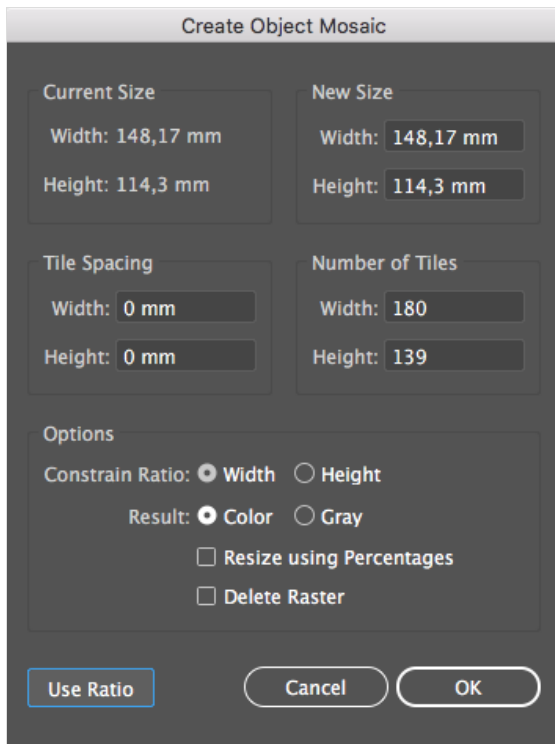 Create Object Mosaic
Current Size
Width: 148,17 mm
Height: 114,3 mm
New Size
Width: 148,17 mm
Height: 114,3 mm
Tile Spacing
Width: 0 mm
Height: 0 mm
Number of Tiles
Width: 180
Height: 139
Options
Constrain Ratio: Width Height
Result: Color Gray
Resize using Percentages
Delete Raster
Use Ratio Cancel OK